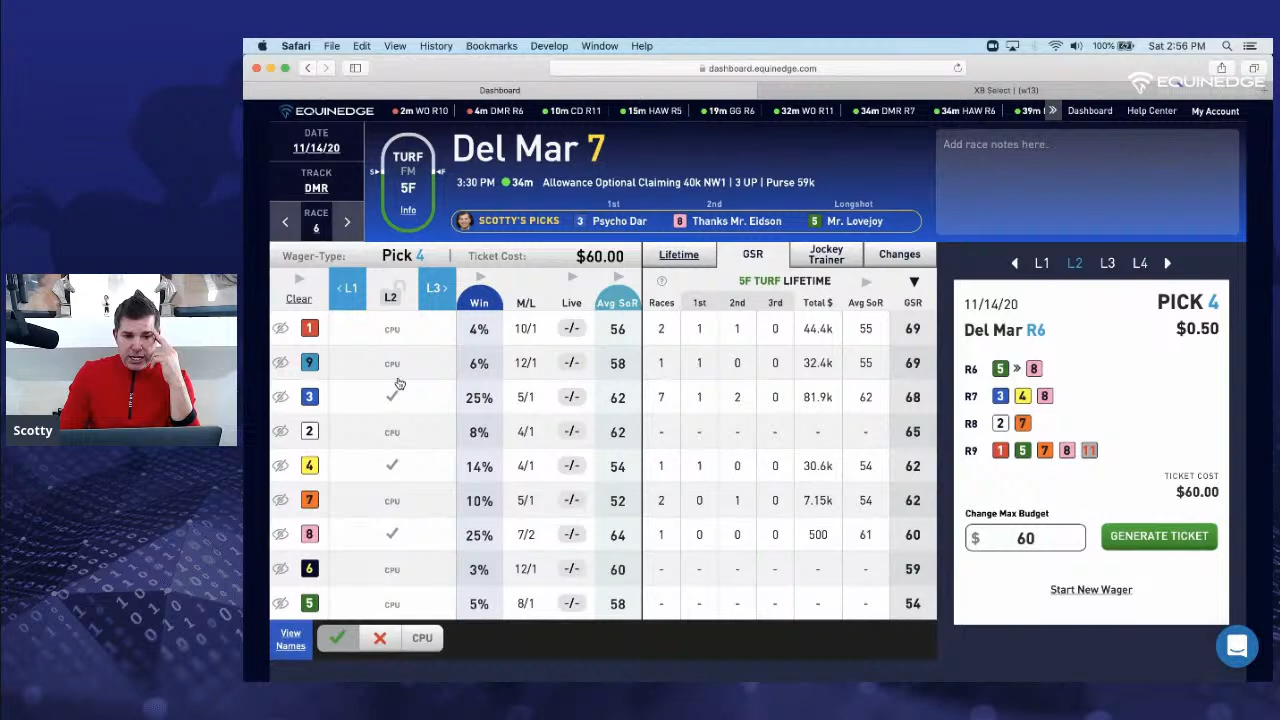 Safari File Edit View History Bookmarks Develop Window Help 100% Sat 2:56 PM
dashboard.equinedge.com
EQUINEDGE
Dashboard XB Select | (w13)
EQUINEDGE 2m WO R10 4m DMR R6 10m CD R11 15m HAW R5 19m GG R6 32m WO R11 34m DMR R7 34m HAW R6 39m Dashboard Help Center My Account
DATE
11/14/20
TRACK
DMR
RACE
6
TURF
FM
5F
Info
S F
Del Mar 7
3:30 PM 34m Allowance Optional Claiming 40k NW1 | 3 UP | Purse 59k
1st 2nd Longshot
SCOTTY'S PICKS 3 Psycho Dar 8 Thanks Mr. Eidson 5 Mr. Lovejoy
Add race notes here.
Wager-Type: Pick 4 | Ticket Cost: $60.00
Lifetime GSR Jockey Trainer Changes
Clear <L1 L2 L3> Win M/L Live Avg SoR
5F TURF LIFETIME
Races 1st 2nd 3rd Total $ Avg SoR GSR
1 CPU 4% 10/1 -/- 56 2 1 1 0 44.4k 55 69
9 CPU 6% 12/1 -/- 58 1 1 0 0 32.4k 55 69
3 25% 5/1 -/- 62 7 1 2 0 81.9k 62 68
2 CPU 8% 4/1 -/- 62 - - - - - - 65
4 14% 4/1 -/- 54 1 1 0 0 30.6k 54 62
7 CPU 10% 5/1 -/- 52 2 0 1 0 7.15k 54 62
8 25% 7/2 -/- 64 1 0 0 0 500 61 60
6 CPU 3% 12/1 -/- 60 - - - - - - 59
5 CPU 5% 8/1 -/- 58 - - - - - - 54
View Names CPU
L1 L2 L3 L4
11/14/20 PICK 4
Del Mar R6 $0.50
R6 5 » 8
R7 3 4 8
R8 2 7
R9 1 5 7 8 11
TICKET COST
$60.00
Change Max Budget
$ 60 GENERATE TICKET
Start New Wager
Scotty